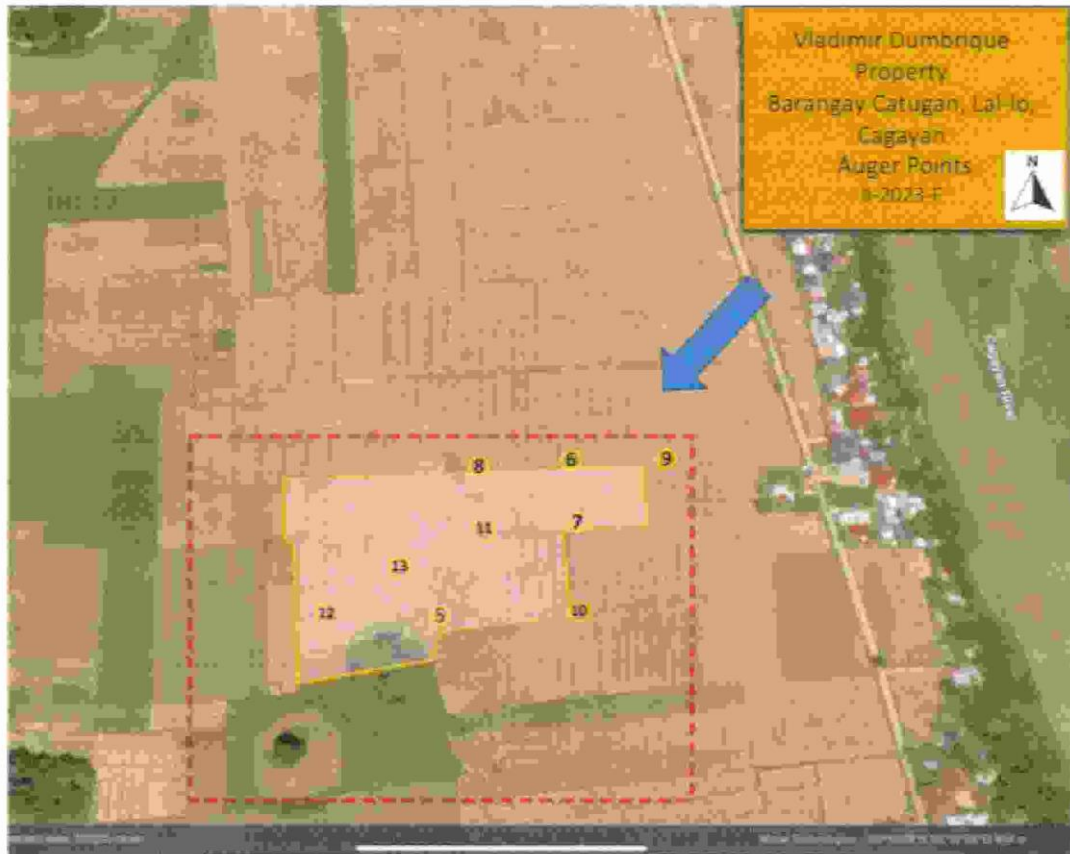 Vladimir Dumbrique
Property
Barangay Catugan, Lal-lo,
Cagayan
Auger Points
N
8
6
9
11
7
13
12
5
10